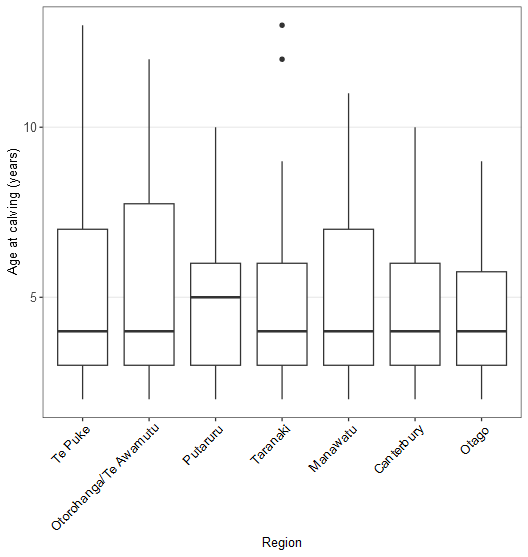 Age at calving (years)
10
5
Te Puke
Otorohanga/Te Awamutu
Putaruru
Taranaki
Manawatu
Canterbury
Otago
Region